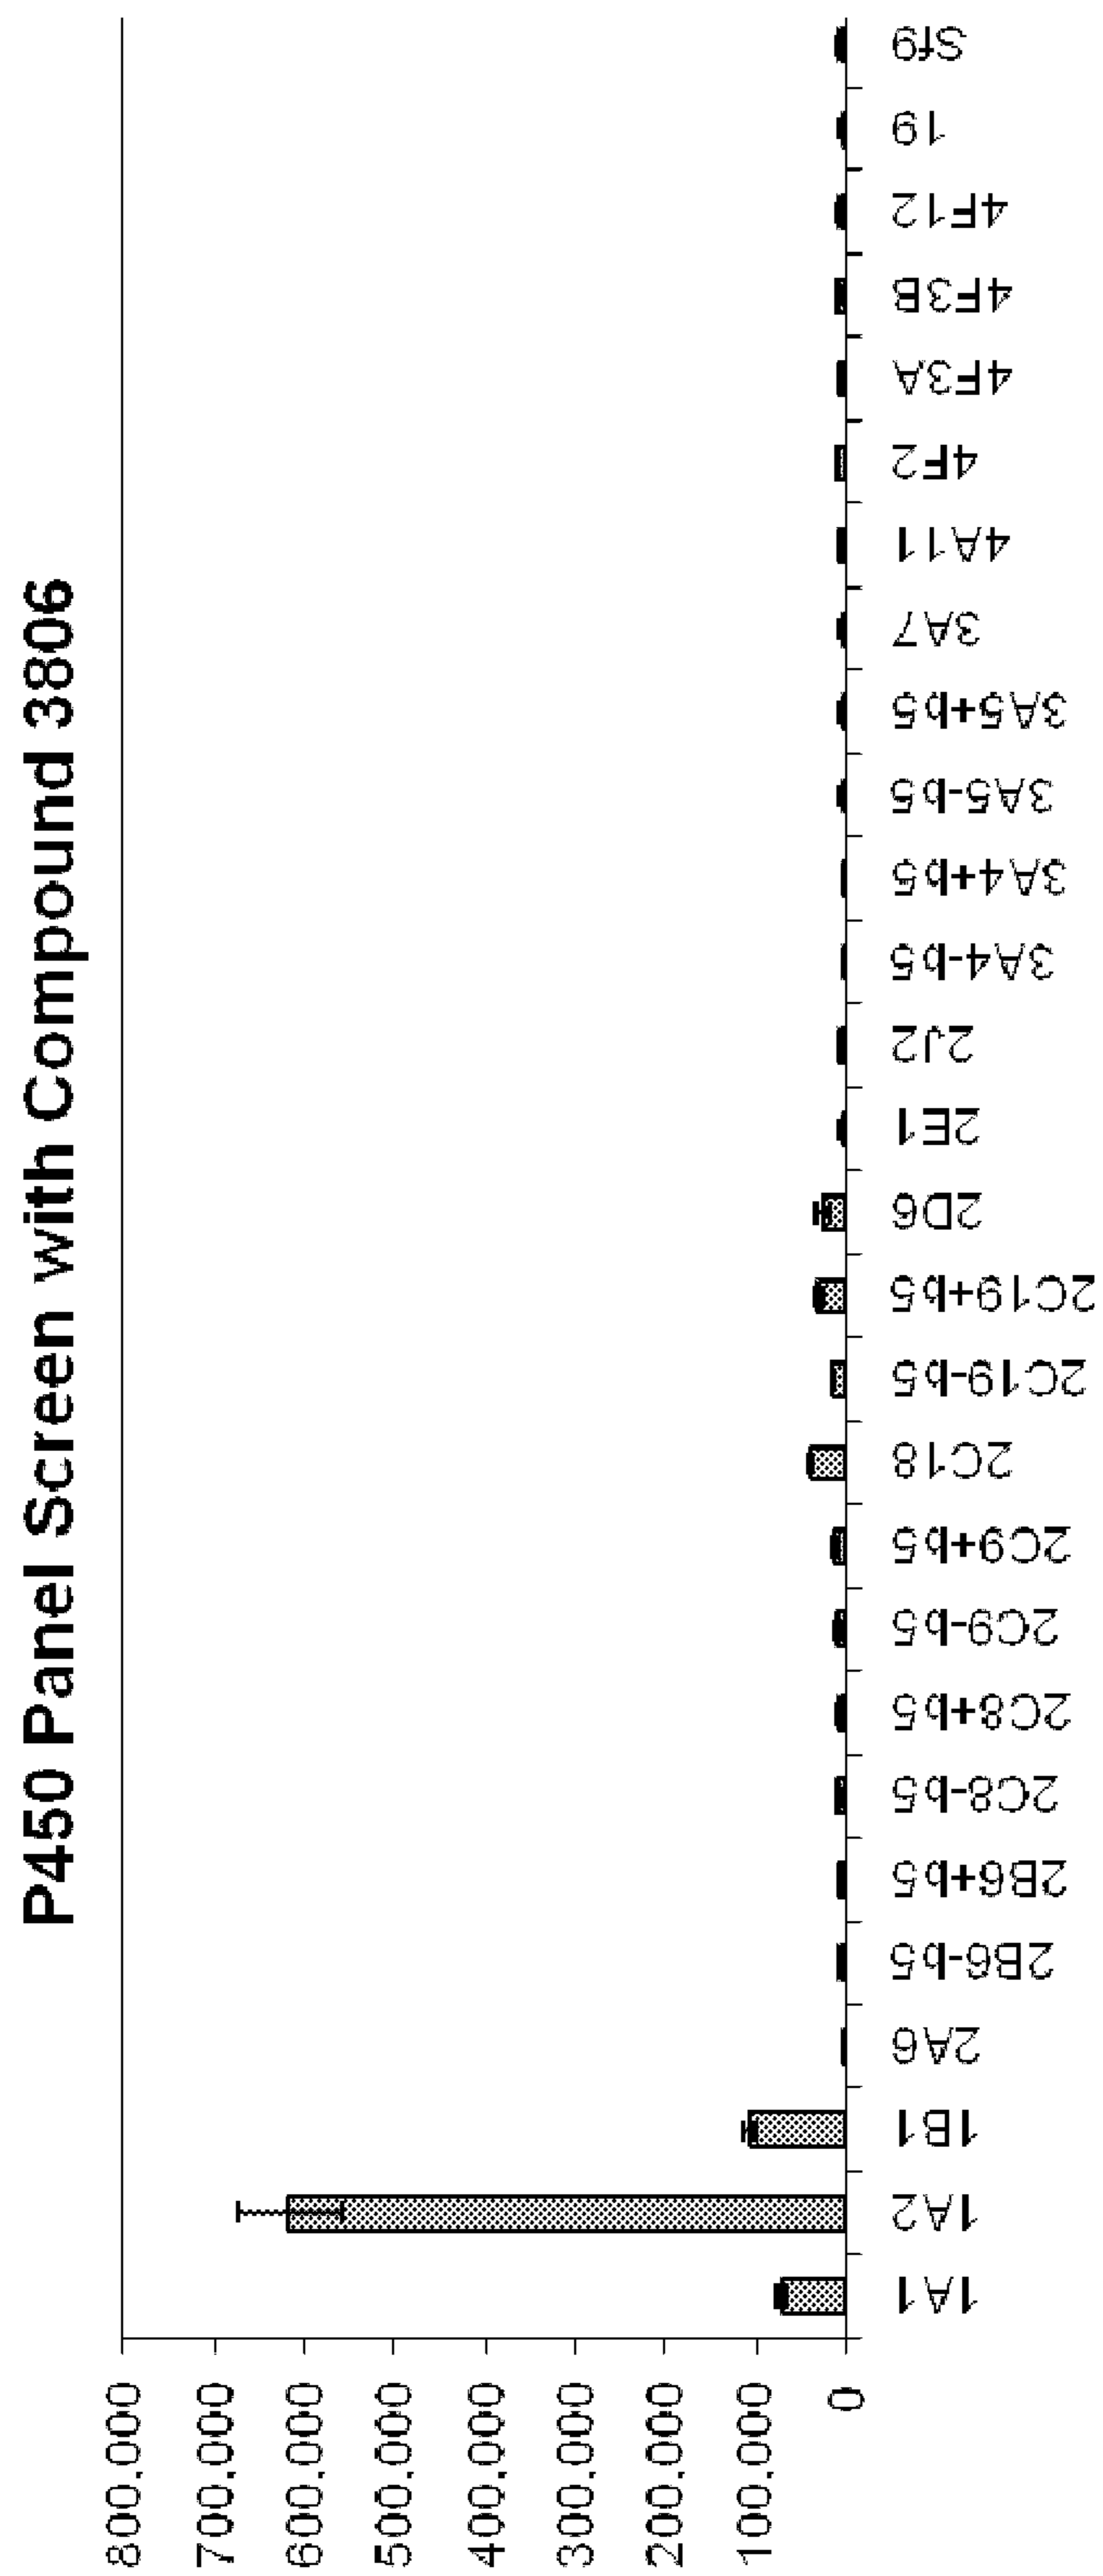 P450 Panel Screen with Compound 3806
800.000
700.000
600.000
500.000
400.000
300.000
200.000
100.000
0
1A1
1A2
1B1
2A6
2B6-b5
2B6+b5
2C8-b5
2C8+b5
2C9-b5
2C9+b5
2C18
2C19-b5
2C19+b5
2D6
2E1
2J2
3A4-b5
3A4+b5
3A5-b5
3A5+b5
3A7
4A11
4F2
4F3A
4F3B
4F12
19
Sf9